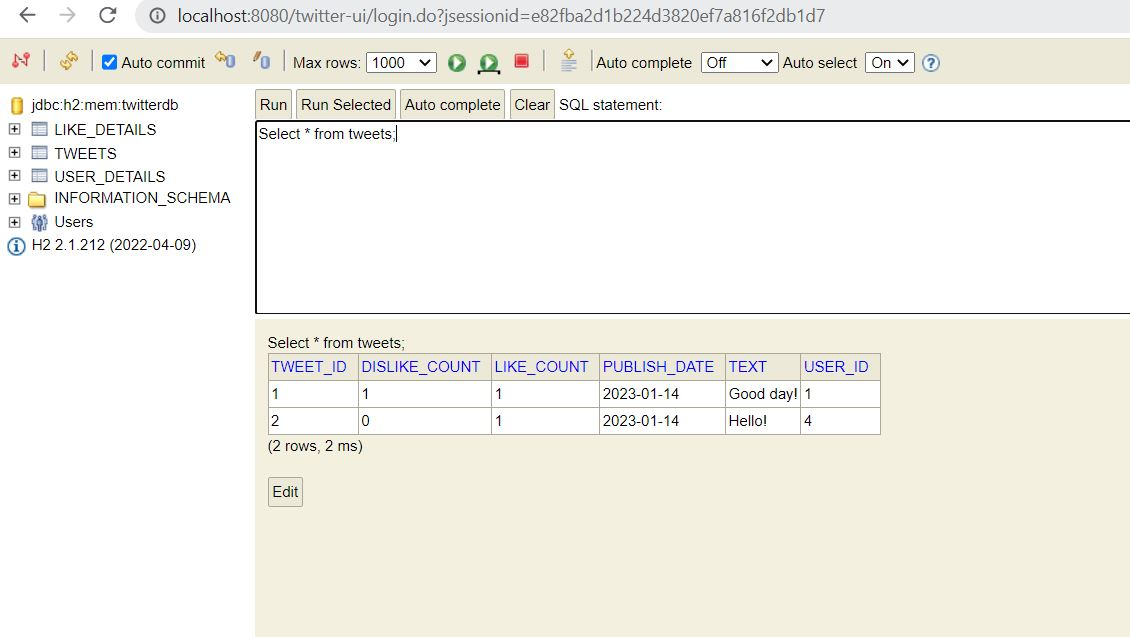 localhost:8080/twitter-ui/login.do?jsessionid=e82fba2d1b224d3820ef7a816f2db1d7
Auto commit Max rows: 1000 Auto complete Off Auto select On ?
jdbc:h2:mem:twitterdb
LIKE_DETAILS
TWEETS
USER_DETAILS
INFORMATION_SCHEMA
Users
H2 2.1.212 (2022-04-09)
Run Run Selected Auto complete Clear SQL statement:
Select * from tweets;
Select * from tweets;
TWEET_ID DISLIKE_COUNT LIKE_COUNT PUBLISH_DATE TEXT USER_ID
1 1 1 2023-01-14 Good day! 1
2 0 1 2023-01-14 Hello! 4
(2 rows, 2 ms)
Edit